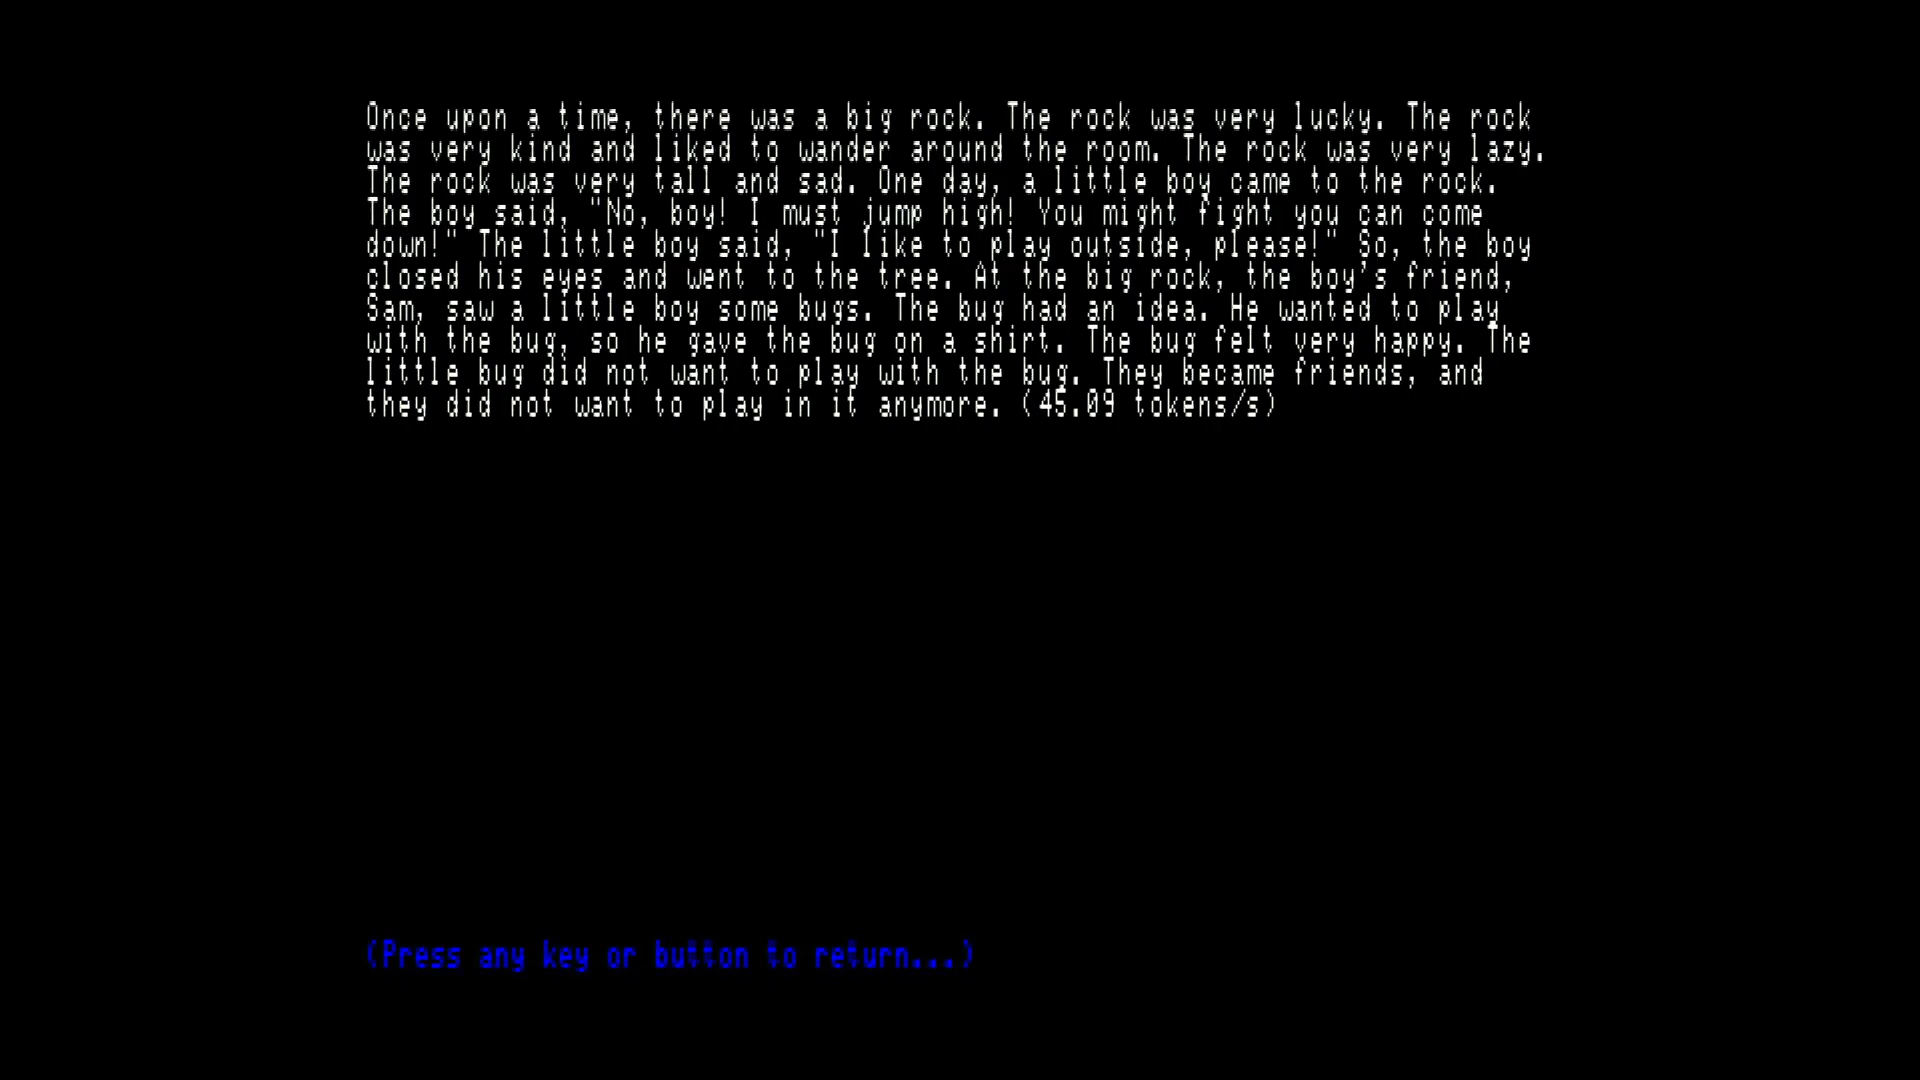 Once upon a time, there was a big rock. The rock was very lucky. The rock
was very kind and liked to wander around the room. The rock was very lazy.
The rock was very tall and sad. One day, a little boy came to the rock.
The boy said, "No, boy! I must jump high! You might fight you can come
down!" The little boy said, "I like to play outside, please!" So, the boy
closed his eyes and went to the tree. At the big rock, the boy's friend,
Sam, saw a little boy some bugs. The bug had an idea. He wanted to play
with the bug, so he gave the bug on a shirt. The bug felt very happy. The
little bug did not want to play with the bug. They became friends, and
they did not want to play in it anymore. (45.09 tokens/s)
(Press any key or button to return...)